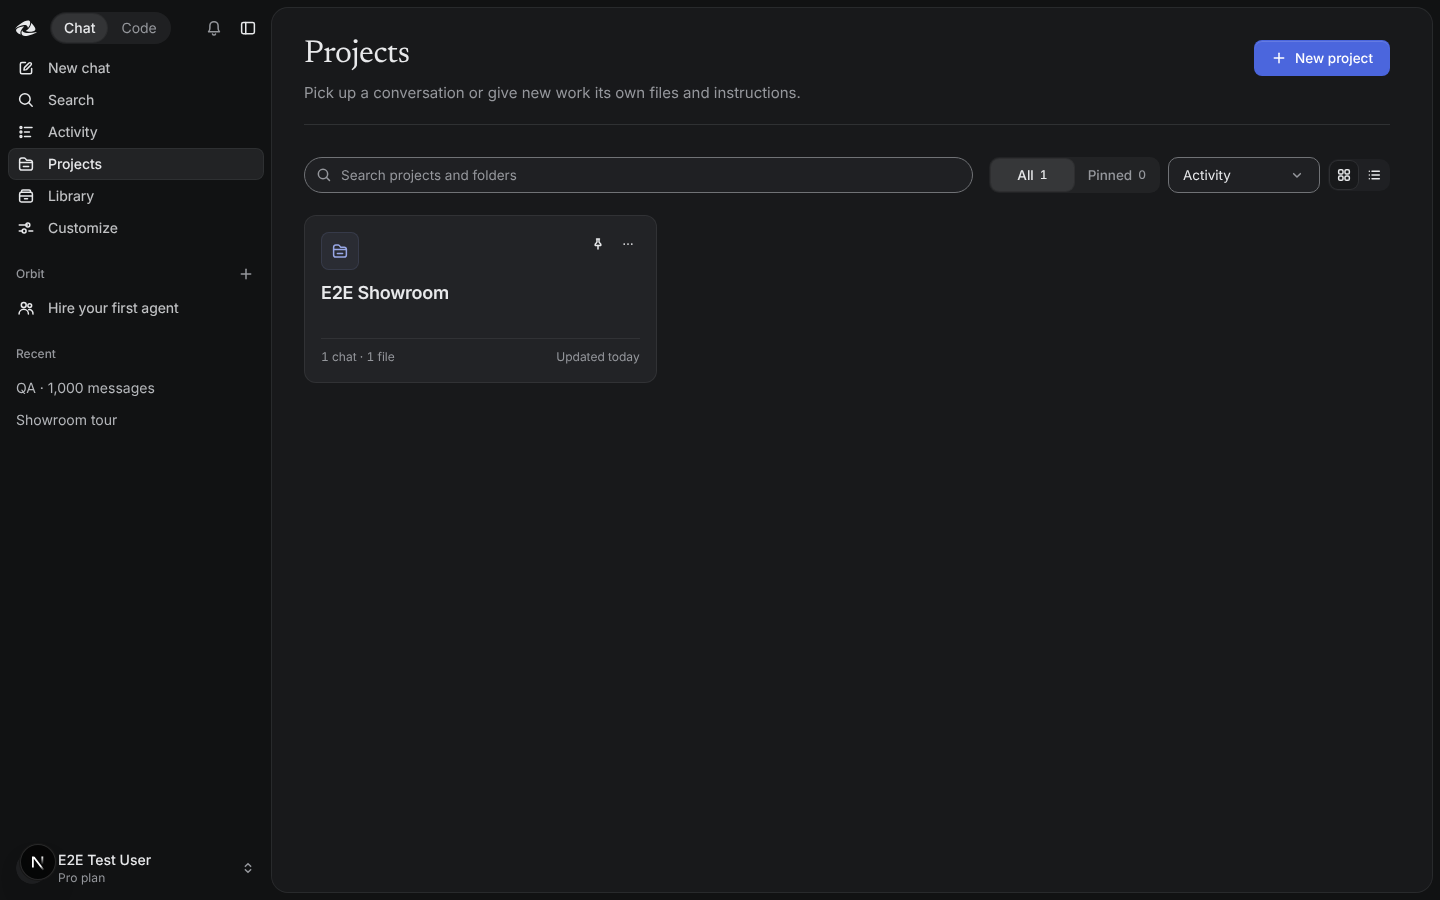 Chat
Code
New chat
Search
Activity
Projects
Library
Customize
Orbit
Hire your first agent
Recent
QA · 1,000 messages
Showroom tour
N
E2E Test User
Pro plan
Projects
Pick up a conversation or give new work its own files and instructions.
New project
Search projects and folders
All 1
Pinned 0
Activity
E2E Showroom
1 chat · 1 file
Updated today